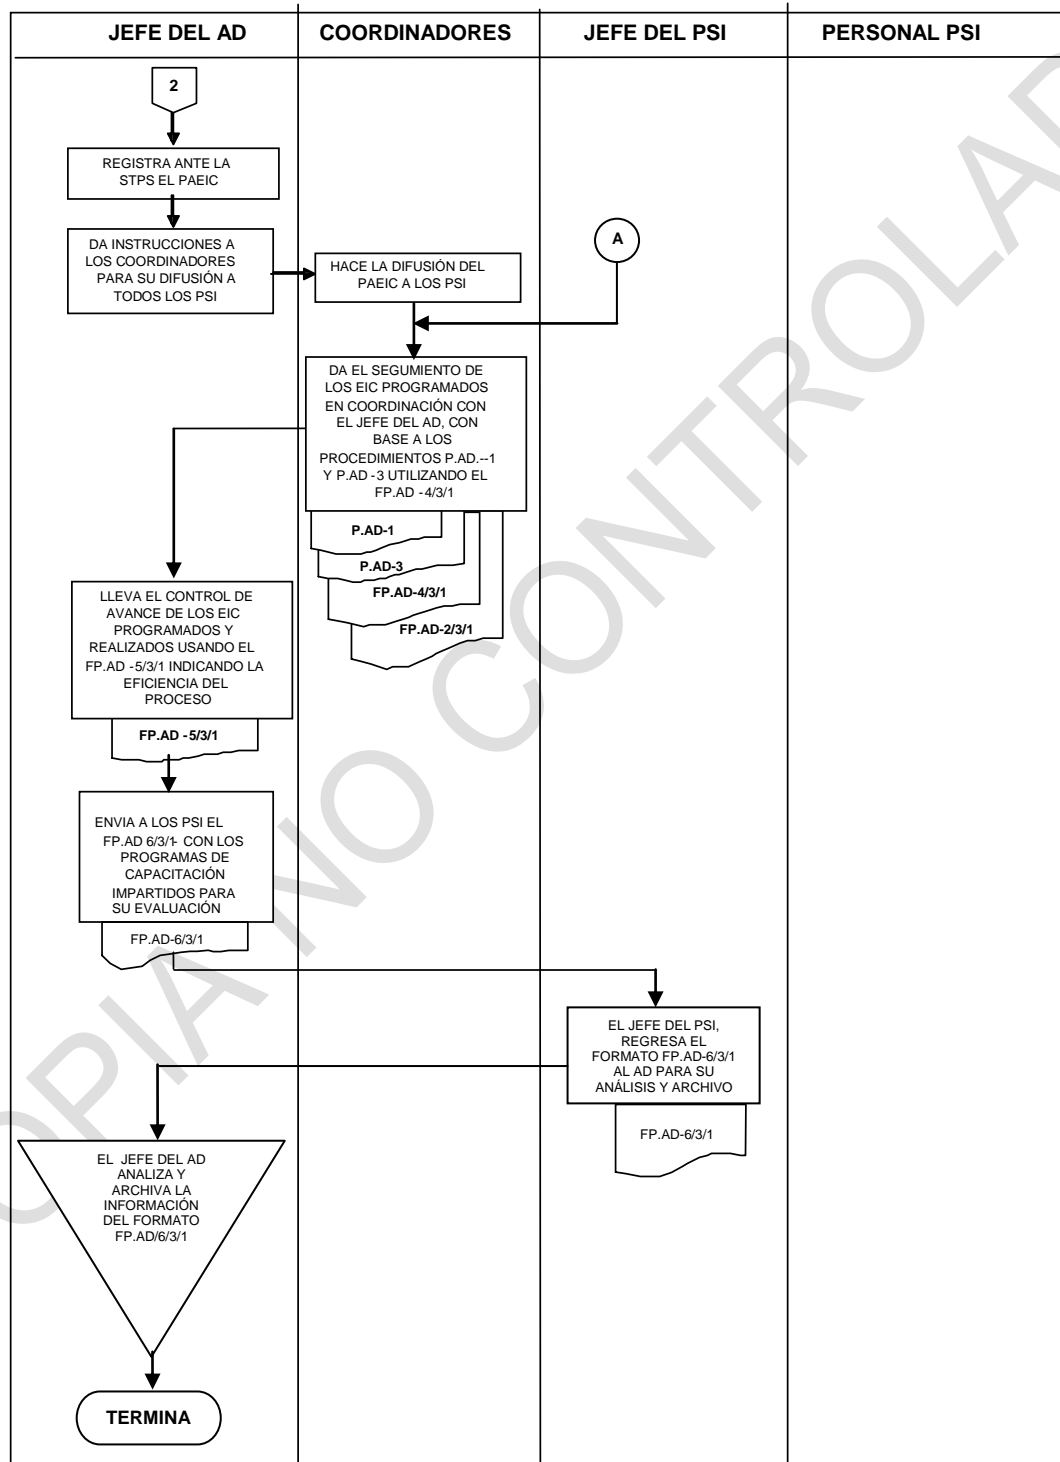 JEFE DEL AD
COORDINADORES
JEFE DEL PSI
PERSONAL PSI
2
REGISTRA ANTE LA
STPS EL PAEIC
DA INSTRUCCIONES A
LOS COORDINADORES
PARA SU DIFUSIÓN A
TODOS LOS PSI
HACE LA DIFUSIÓN DEL
PAEIC A LOS PSI
A
DA EL SEGUMIENTO DE
LOS EIC PROGRAMADOS
EN COORDINACIÓN CON
EL JEFE DEL AD, CON
BASE A LOS
PROCEDIMIENTOS P.AD.--1
Y P.AD -3 UTILIZANDO EL
FP.AD -4/3/1
P.AD-1
P.AD-3
FP.AD-4/3/1
FP.AD-2/3/1
LLEVA EL CONTROL DE
AVANCE DE LOS EIC
PROGRAMADOS Y
REALIZADOS USANDO EL
FP.AD -5/3/1 INDICANDO LA
EFICIENCIA DEL
PROCESO
FP.AD -5/3/1
ENVIA A LOS PSI EL
FP.AD 6/3/1- CON LOS
PROGRAMAS DE
CAPACITACIÓN
IMPARTIDOS PARA
SU EVALUACIÓN
FP.AD-6/3/1
EL JEFE DEL PSI,
REGRESA EL
FORMATO FP.AD-6/3/1
AL AD PARA SU
ANÁLISIS Y ARCHIVO
FP.AD-6/3/1
EL JEFE DEL AD
ANALIZA Y
ARCHIVA LA
INFORMACIÓN
DEL FORMATO
FP.AD/6/3/1
TERMINA
OPIA NO CONTROLAD